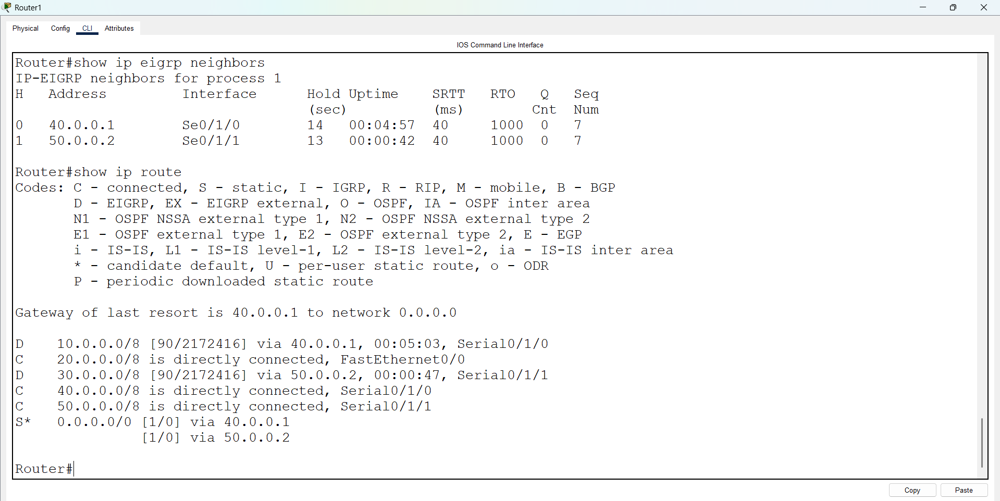 Router1
Physical Config CLI Attributes
IOS Command Line Interface
Router#show ip eigrp neighbors
IP-EIGRP neighbors for process 1
H   Address         Interface      Hold Uptime    SRTT   RTO   Q   Seq
                                   (sec)          (ms)        Cnt  Num
0   40.0.0.1        Se0/1/0        14   00:04:57  40     1000  0   7
1   50.0.0.2        Se0/1/1        13   00:00:42  40     1000  0   7
Router#show ip route
Codes: C - connected, S - static, I - IGRP, R - RIP, M - mobile, B - BGP
       D - EIGRP, EX - EIGRP external, O - OSPF, IA - OSPF inter area
       N1 - OSPF NSSA external type 1, N2 - OSPF NSSA external type 2
       E1 - OSPF external type 1, E2 - OSPF external type 2, E - EGP
       i - IS-IS, L1 - IS-IS level-1, L2 - IS-IS level-2, ia - IS-IS inter area
       * - candidate default, U - per-user static route, o - ODR
       P - periodic downloaded static route
Gateway of last resort is 40.0.0.1 to network 0.0.0.0
D    10.0.0.0/8 [90/2172416] via 40.0.0.1, 00:05:03, Serial0/1/0
C    20.0.0.0/8 is directly connected, FastEthernet0/0
D    30.0.0.0/8 [90/2172416] via 50.0.0.2, 00:00:47, Serial0/1/1
C    40.0.0.0/8 is directly connected, Serial0/1/0
C    50.0.0.0/8 is directly connected, Serial0/1/1
S*   0.0.0.0/0 [1/0] via 40.0.0.1
               [1/0] via 50.0.0.2
Router#
Copy Paste